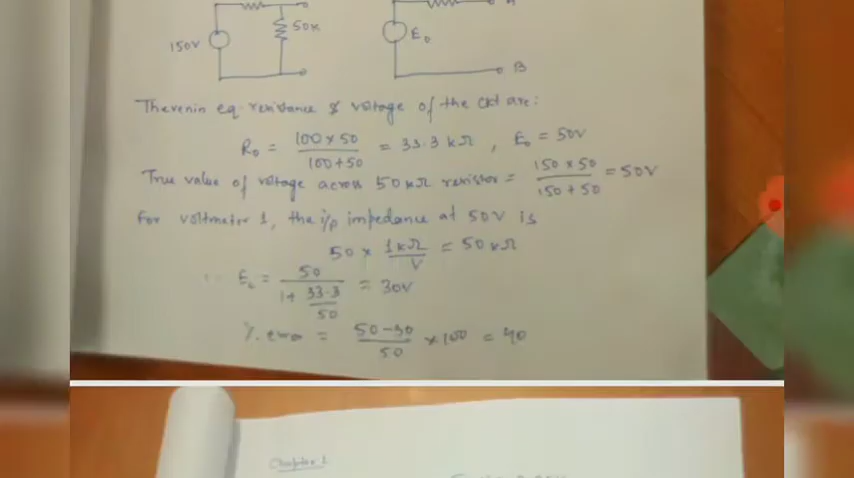 150V
50K
E₀
B
Thevenin eq. resistance & voltage of the ckt are:
R₀ = (100 × 50)/(100+50) = 33.3 kΩ, E₀ = 50V
True value of voltage across 50 kΩ resistor = (150 × 50)/(150 + 50) = 50V
For voltmeter 1, the i/p impedance at 50V is
50 × 1kΩ/V = 50 kΩ
E_L = 50/(1+ 33.3/50) = 30V
% error = (50-30)/50 × 100 = 40
Chapter 1